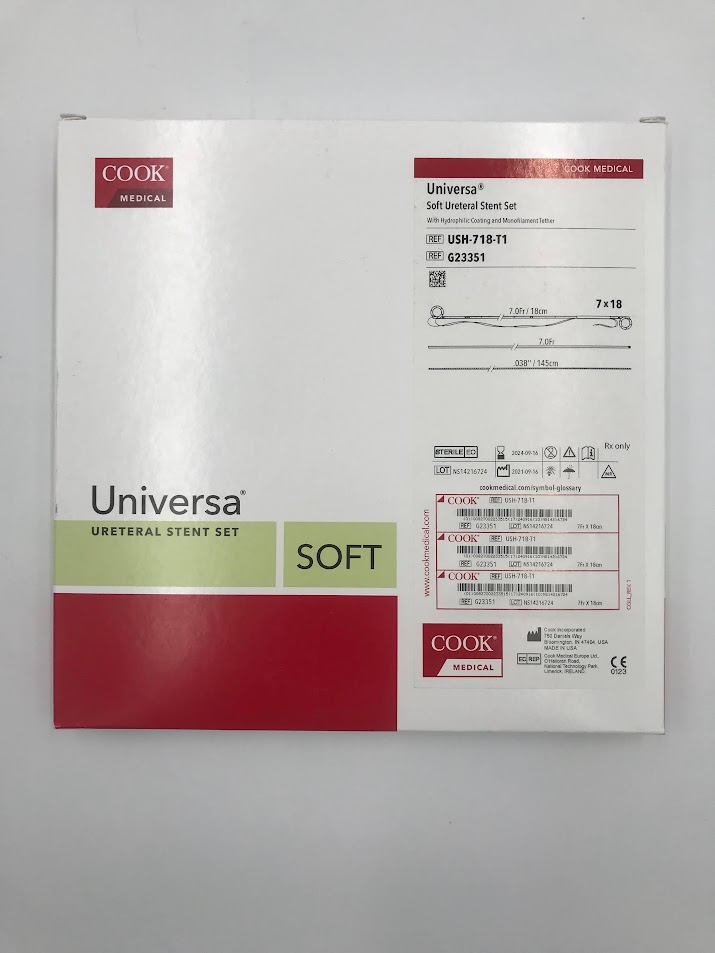 COOK®
MEDICAL
COOK MEDICAL
Universa®
Soft Ureteral Stent Set
With Hydrophilic Coating and Monofilament Tether
REF USH-718-T1
REF G23351
7 x 18
7.0Fr / 18cm
7.0Fr
.038" / 145cm
STERILE EO 2024-09-16 Rx only
LOT NS14216724 2021-09-16
cookmedical.com/symbol-glossary
www.cookmedical.com
COOK® REF USH-718-T1
REF G23351 LOT NS14216724 7Fr X 18cm
COOK® REF USH-718-T1
REF G23351 LOT NS14216724 7Fr X 18cm
COOK® REF USH-718-T1
REF G23351 LOT NS14216724 7Fr X 18cm
Universa®
URETERAL STENT SET
SOFT
COOK®
MEDICAL
Cook Incorporated
750 Daniels Way
Bloomington, IN 47404, USA
MADE IN USA
EC REP
Cook Medical Europe Ltd.,
O'Halloran Road,
National Technology Park,
Limerick, IRELAND.
CE
0123